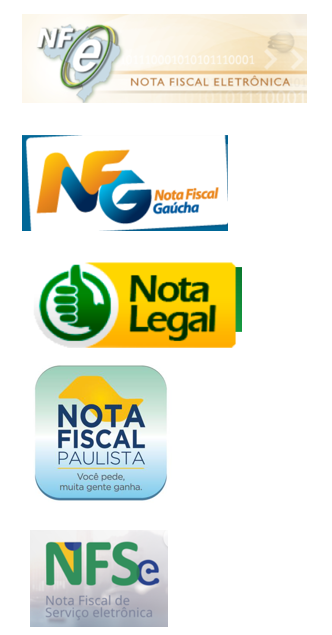 NF
e
1010001010101110001
NOTA FISCAL ELETRÔNICA
NFG
Nota Fiscal
Gaúcha
Nota
Legal
NOTA
FISCAL
PAULISTA
Você pede,
muita gente ganha.
NFSe
Nota Fiscal de
Serviço eletrônica